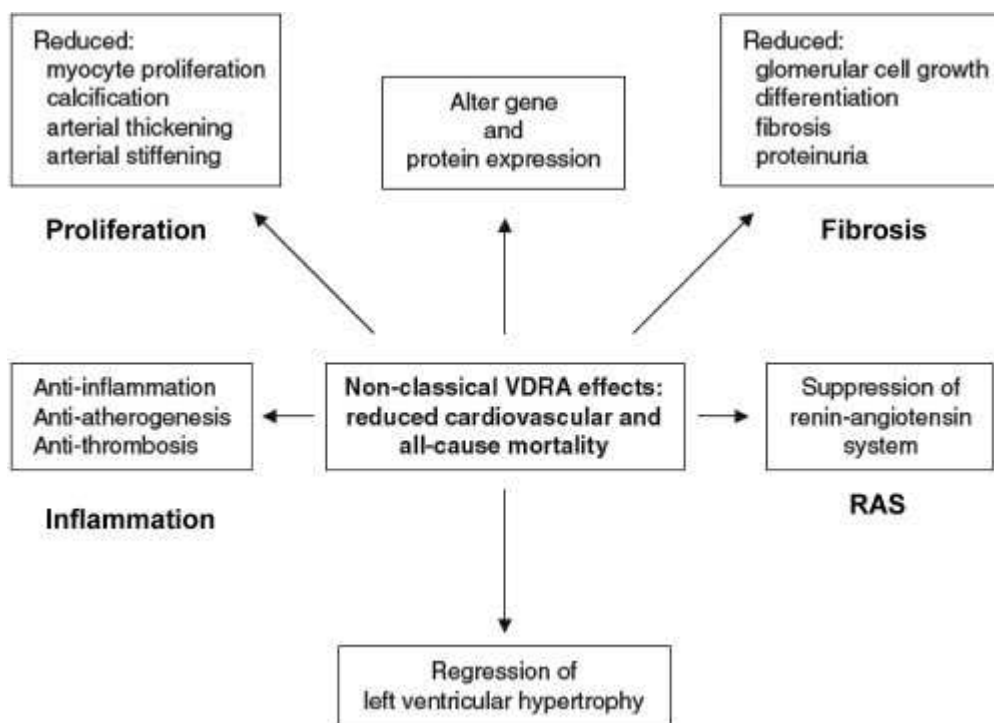 Reduced:
myocyte proliferation
calcification
arterial thickening
arterial stiffening
Proliferation
Alter gene
and
protein expression
Reduced:
glomerular cell growth
differentiation
fibrosis
proteinuria
Fibrosis
Anti-inflammation
Anti-atherogenesis
Anti-thrombosis
Inflammation
Non-classical VDRA effects:
reduced cardiovascular and
all-cause mortality
Suppression of
renin-angiotensin
system
RAS
Regression of
left ventricular hypertrophy